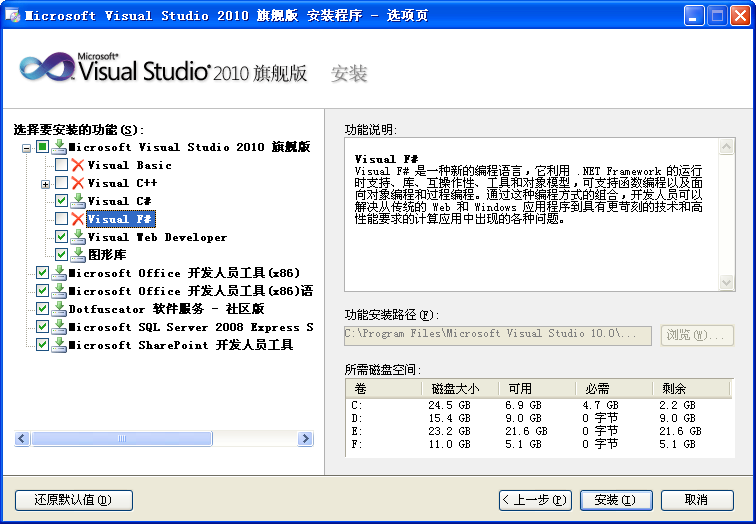 Microsoft Visual Studio 2010 旗舰版 安装程序 - 选项页
Microsoft®
Visual Studio® 2010 旗舰版 安装
选择要安装的功能(S):
Microsoft Visual Studio 2010 旗舰版
Visual Basic
Visual C++
Visual C#
Visual F#
Visual Web Developer
图形库
Microsoft Office 开发人员工具(x86)
Microsoft Office 开发人员工具(x86)语
Dotfuscator 软件服务 - 社区版
Microsoft SQL Server 2008 Express S
Microsoft SharePoint 开发人员工具
功能说明:
Visual F#
Visual F# 是一种新的编程语言，它利用 .NET Framework 的运行
时支持、库、互操作性、工具和对象模型，可支持函数编程以及面
向对象编程和过程编程。通过这种编程方式的组合，开发人员可以
解决从传统的 Web 和 Windows 应用程序到具有更苛刻的技术和高
性能要求的计算应用中出现的各种问题。
功能安装路径(F):
C:\Program Files\Microsoft Visual Studio 10.0\...
浏览(W)...
所需磁盘空间:
卷 磁盘大小 可用 必需 剩余
C: 24.5 GB 6.9 GB 4.7 GB 2.2 GB
D: 15.4 GB 9.0 GB 0 字节 9.0 GB
E: 23.2 GB 21.6 GB 0 字节 21.6 GB
F: 11.0 GB 5.1 GB 0 字节 5.1 GB
还原默认值(D)
< 上一步(P)
安装(I)
取消